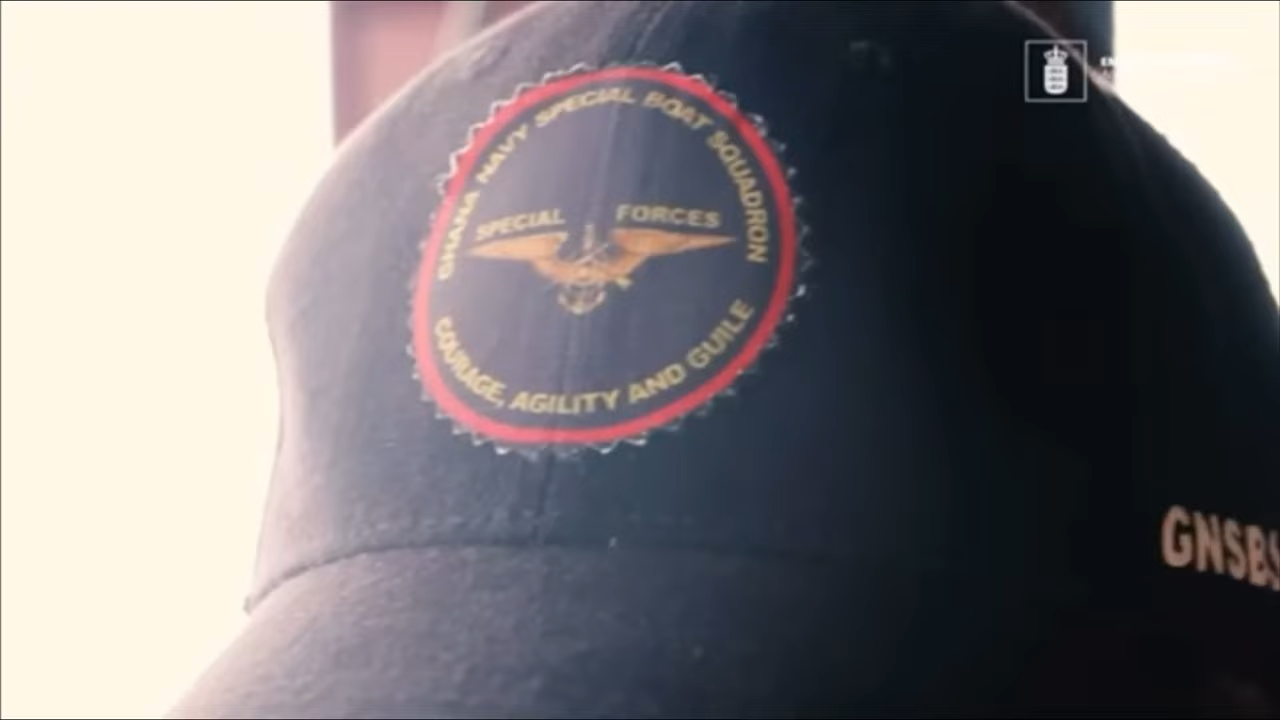 GHANA NAVY SPECIAL BOAT SQUADRON
SPECIAL FORCES
COURAGE, AGILITY AND GUILE
GNSBS